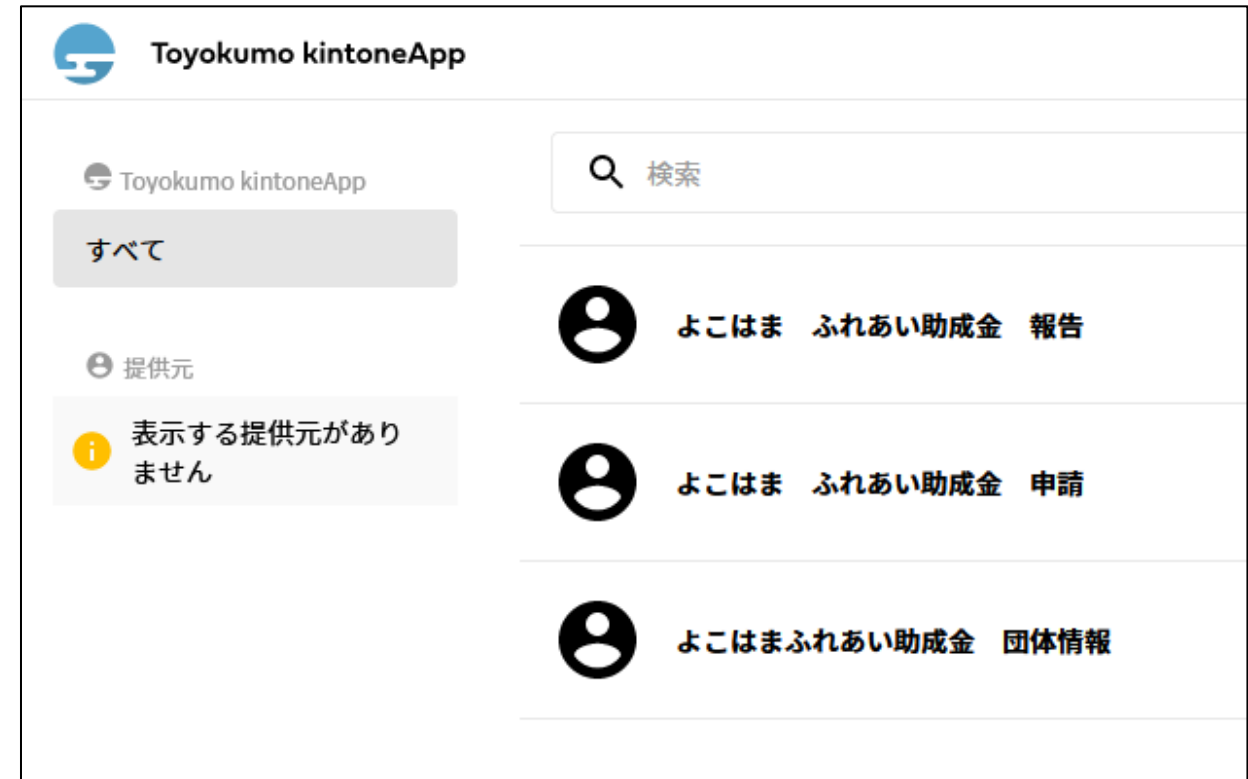 Toyokumo kintoneApp
Toyokumo kintoneApp
すべて
提供元
表示する提供元があり
ません
検索
よこはま　ふれあい助成金　報告
よこはま　ふれあい助成金　申請
よこはまふれあい助成金　団体情報